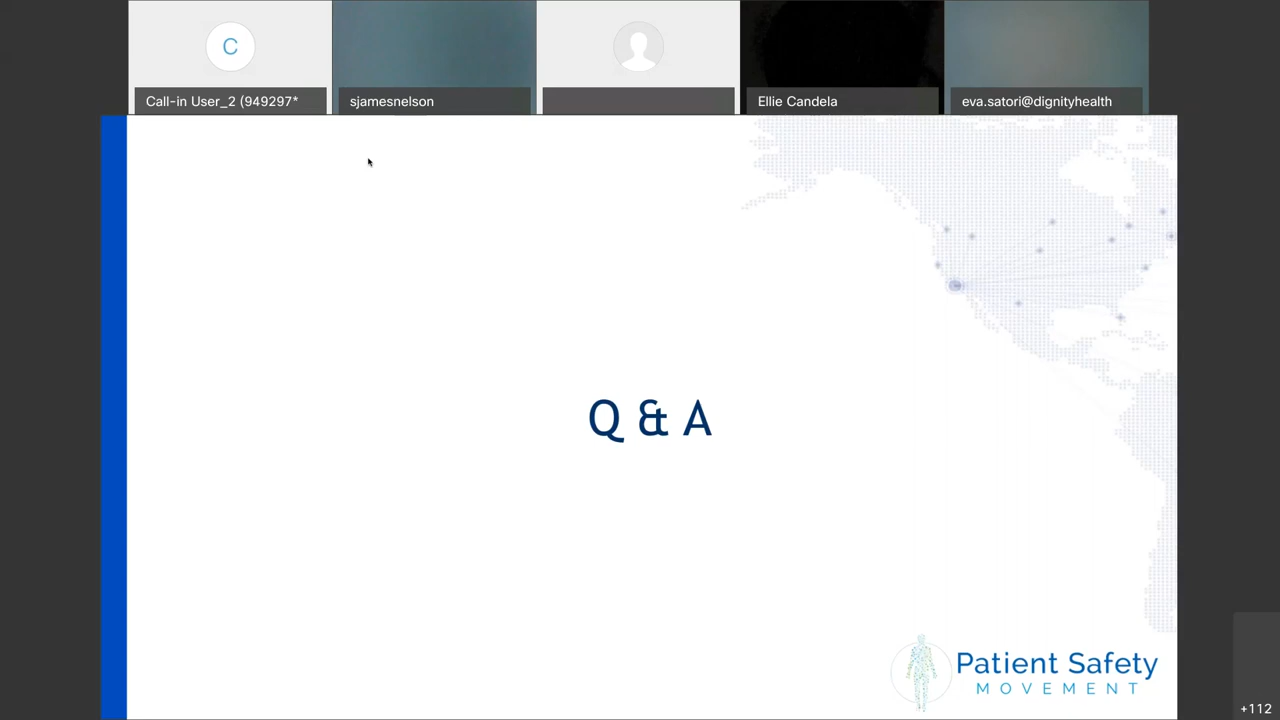 C
Call-in User_2 (949297*
sjamesnelson
Ellie Candela
eva.satori@dignityhealth
Q & A
Patient Safety
MOVEMENT
+112